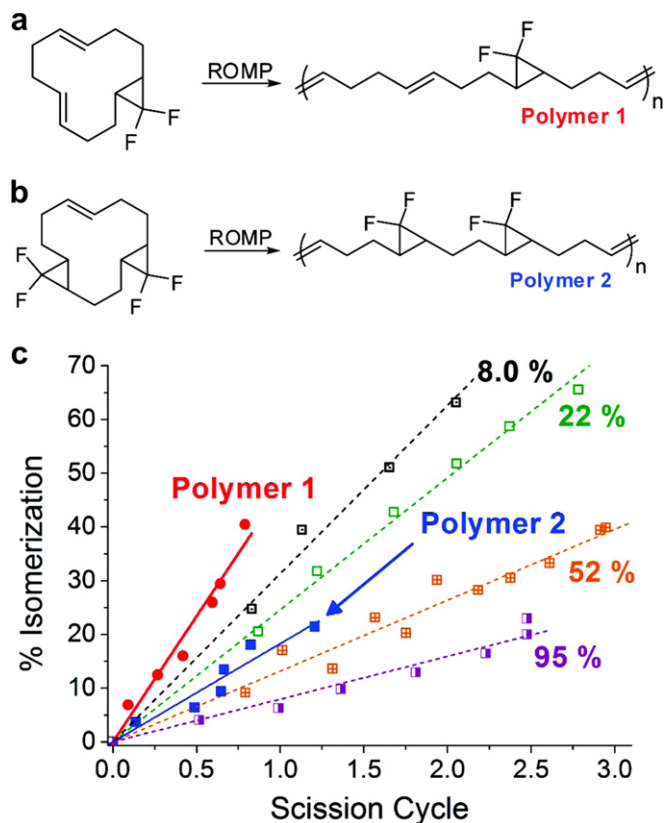 a
F
F
ROMP
F
F
n
Polymer 1
b
F
F
F
F
ROMP
F
F
F
F
n
Polymer 2
c
70
60
50
40
30
20
10
0
% Isomerization
8.0 %
22 %
Polymer 1
Polymer 2
52 %
95 %
0.0 0.5 1.0 1.5 2.0 2.5 3.0
Scission Cycle